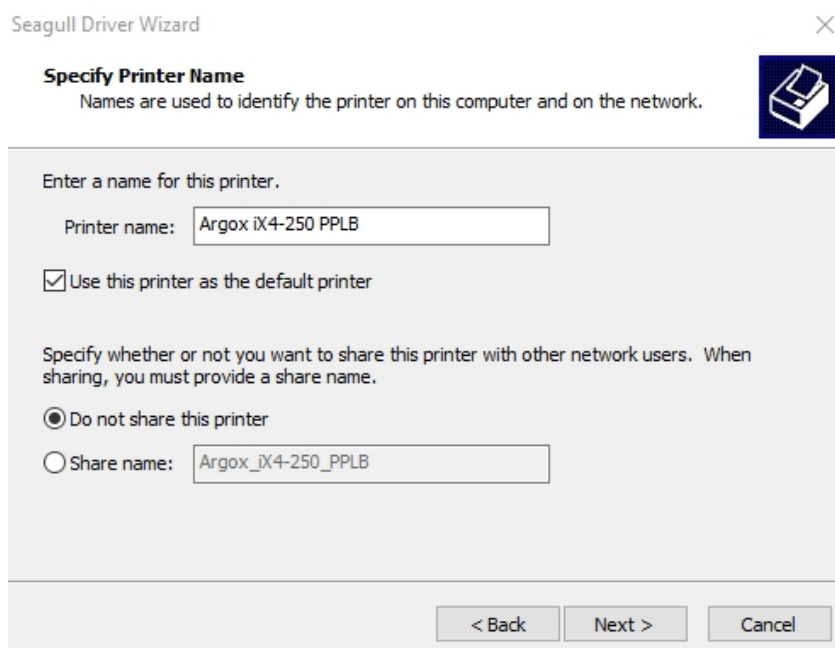 Seagull Driver Wizard
Specify Printer Name
Names are used to identify the printer on this computer and on the network.
Enter a name for this printer.
Printer name: Argox iX4-250 PPLB
Use this printer as the default printer
Specify whether or not you want to share this printer with other network users. When
sharing, you must provide a share name.
Do not share this printer
Share name: Argox_iX4-250_PPLB
< Back Next > Cancel